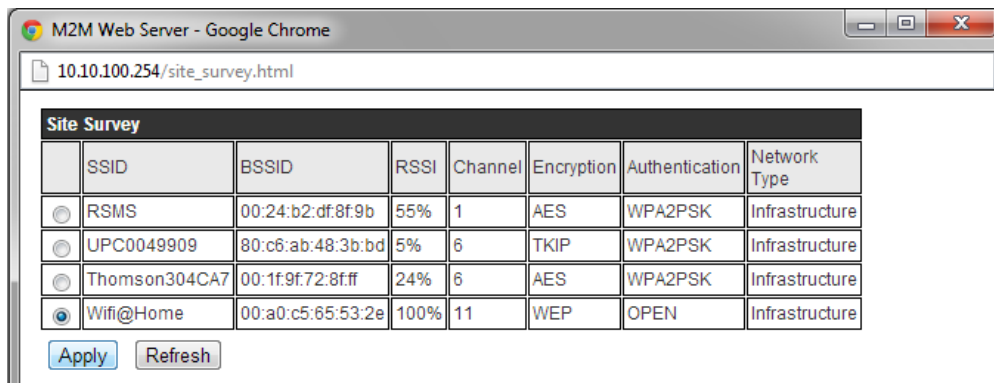 M2M Web Server - Google Chrome
10.10.100.254/site_survey.html
Site Survey
SSID BSSID RSSI Channel Encryption Authentication Network Type
RSMS 00:24:b2:df:8f:9b 55% 1 AES WPA2PSK Infrastructure
UPC0049909 80:c6:ab:48:3b:bd 5% 6 TKIP WPA2PSK Infrastructure
Thomson304CA7 00:1f:9f:72:8f:ff 24% 6 AES WPA2PSK Infrastructure
Wifi@Home 00:a0:c5:65:53:2e 100% 11 WEP OPEN Infrastructure
Apply Refresh